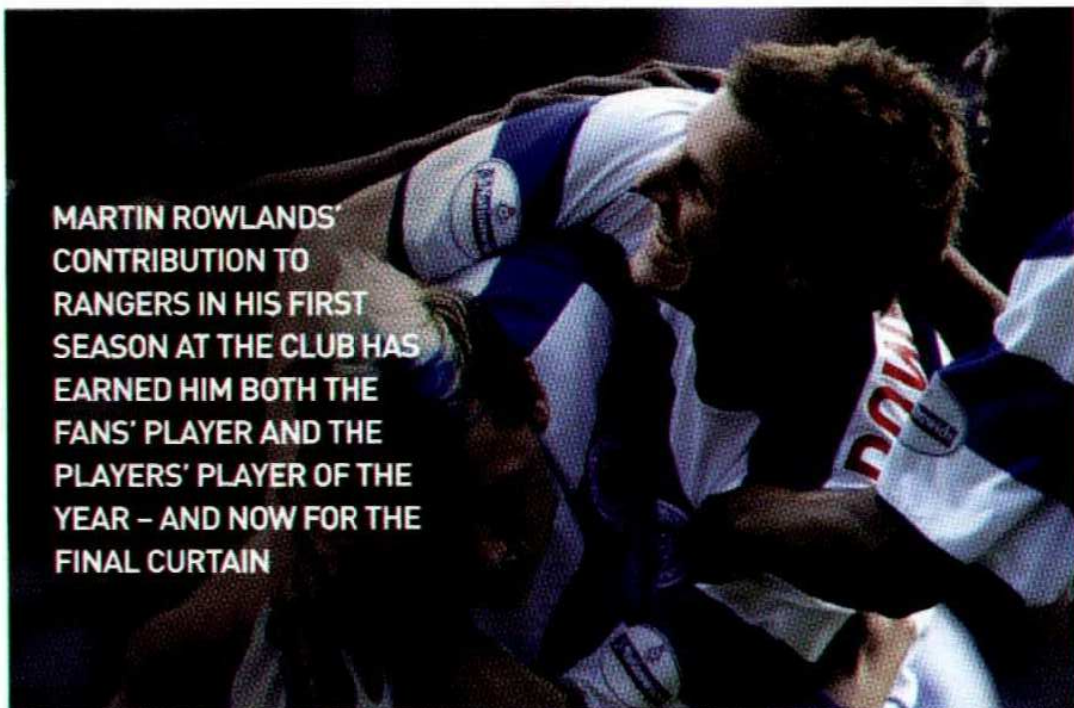 MARTIN ROWLANDS'
CONTRIBUTION TO
RANGERS IN HIS FIRST
SEASON AT THE CLUB HAS
EARNED HIM BOTH THE
FANS' PLAYER AND THE
PLAYERS' PLAYER OF THE
YEAR – AND NOW FOR THE
FINAL CURTAIN